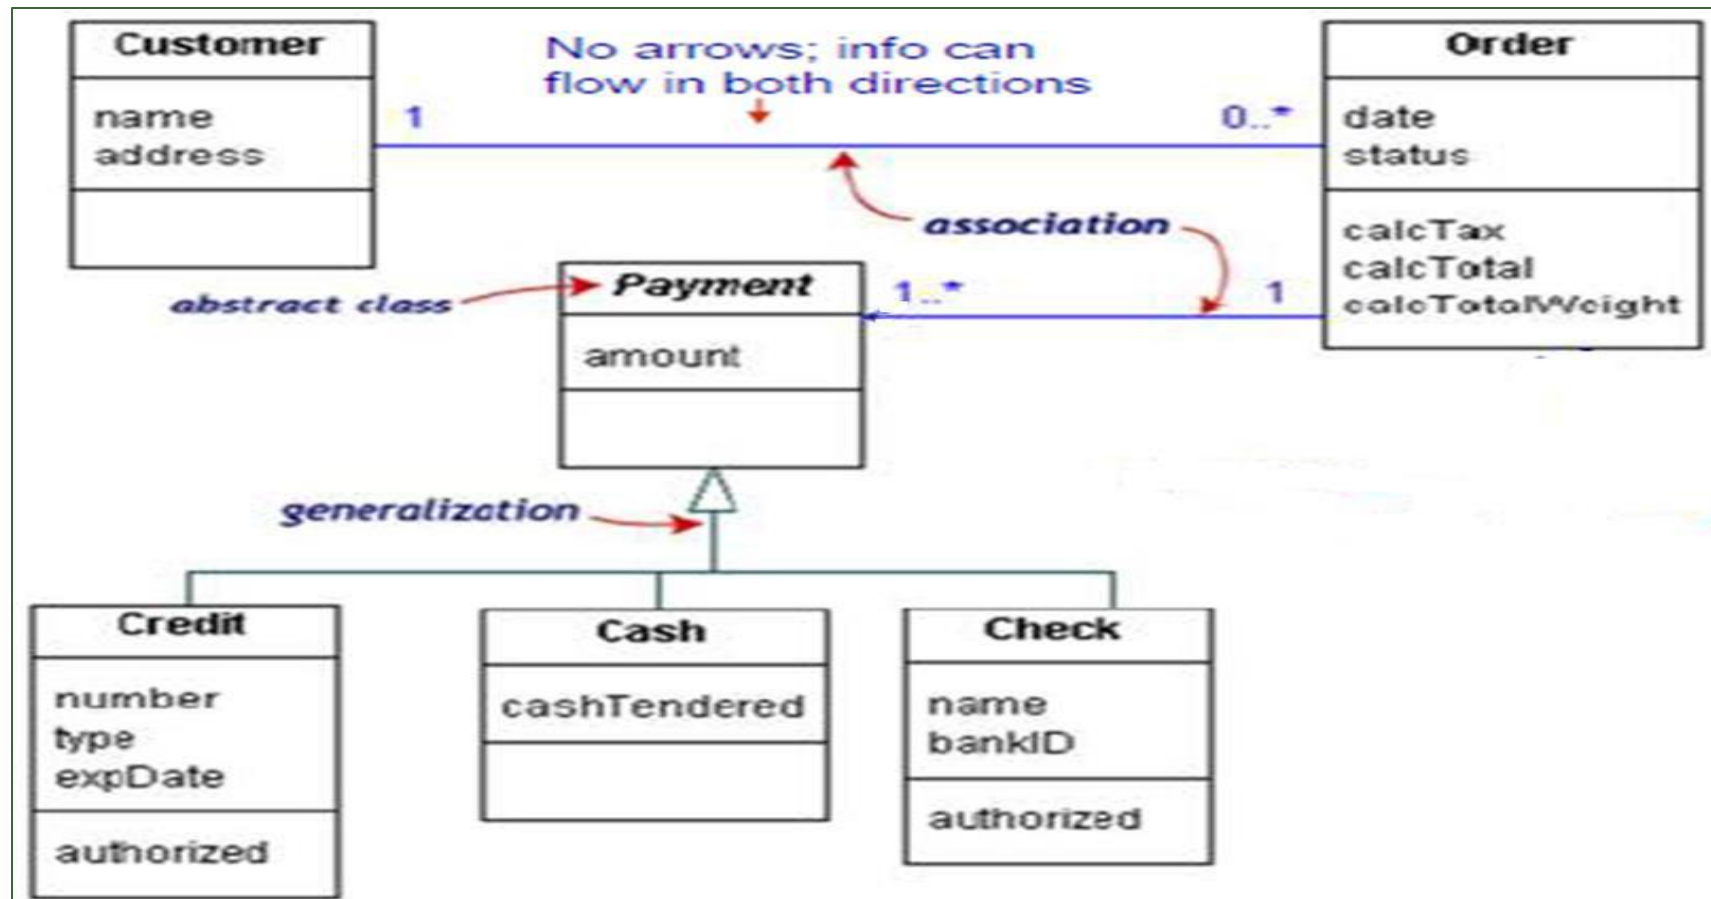 Customer
name
address
No arrows; info can
flow in both directions
1
0..*
Order
date
status
calcTax
calcTotal
calcTotalWeight
association
abstract class
Payment
amount
1..*
1
generalization
Credit
number
type
expDate
authorized
Cash
cashTendered
Check
name
bankID
authorized